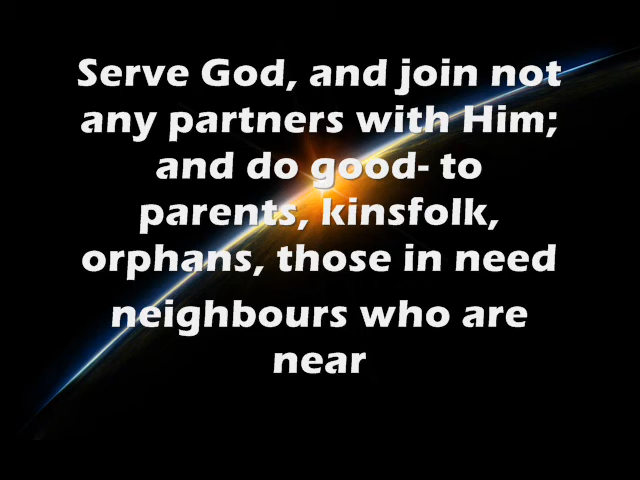 Serve God, and join not
any partners with Him;
and do good- to
parents, kinsfolk,
orphans, those in need
neighbours who are
near